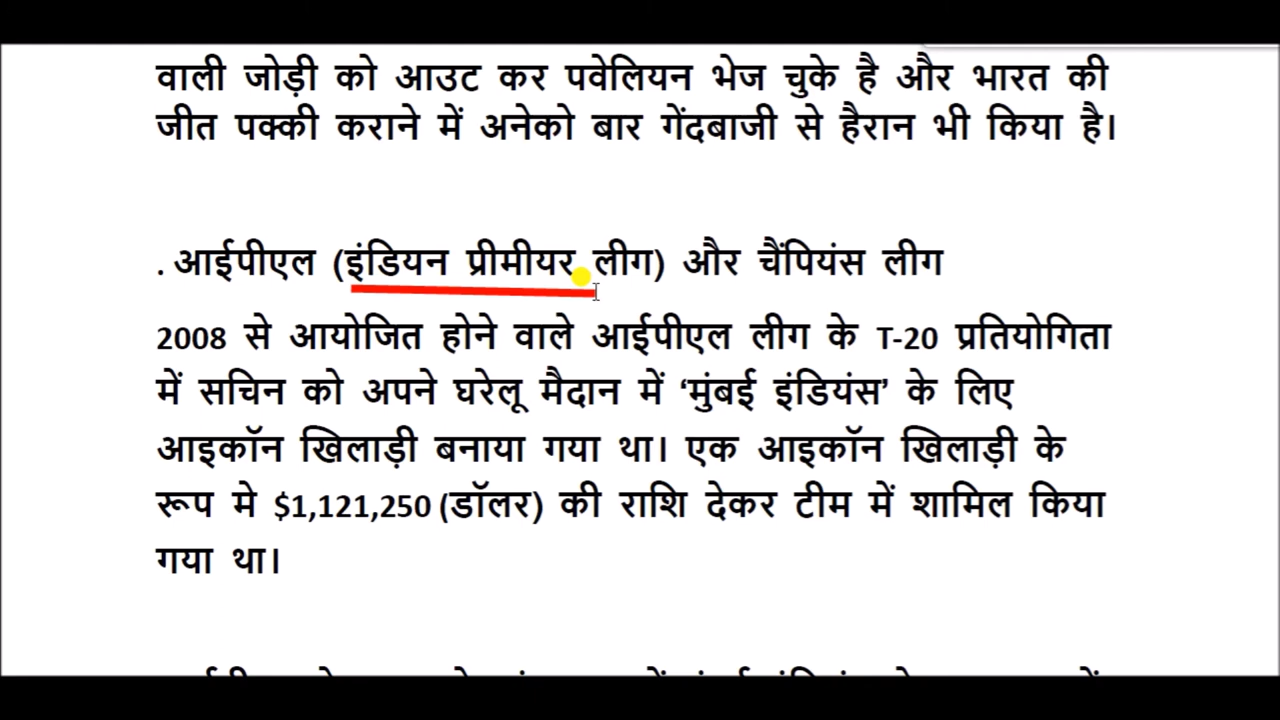 वाली जोड़ी को आउट कर पवेलियन भेज चुके है और भारत की
जीत पक्की कराने में अनेको बार गेंदबाजी से हैरान भी किया है।
. आईपीएल (इंडियन प्रीमीयर लीग) और चैंपियंस लीग
2008 से आयोजित होने वाले आईपीएल लीग के T-20 प्रतियोगिता
में सचिन को अपने घरेलू मैदान में ‘मुंबई इंडियंस’ के लिए
आइकॉन खिलाड़ी बनाया गया था। एक आइकॉन खिलाड़ी के
रूप मे $1,121,250 (डॉलर) की राशि देकर टीम में शामिल किया
गया था।